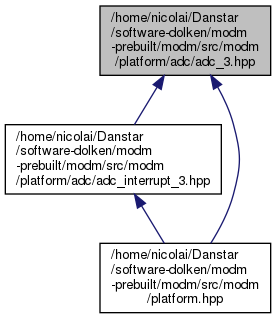 /home/nicolai/Danstar
/software-dolken/modm
-prebuilt/modm/src/modm
/platform/adc/adc_3.hpp
/home/nicolai/Danstar
/software-dolken/modm
-prebuilt/modm/src/modm
/platform/adc/adc_interrupt_3.hpp
/home/nicolai/Danstar
/software-dolken/modm
-prebuilt/modm/src/modm
/platform.hpp